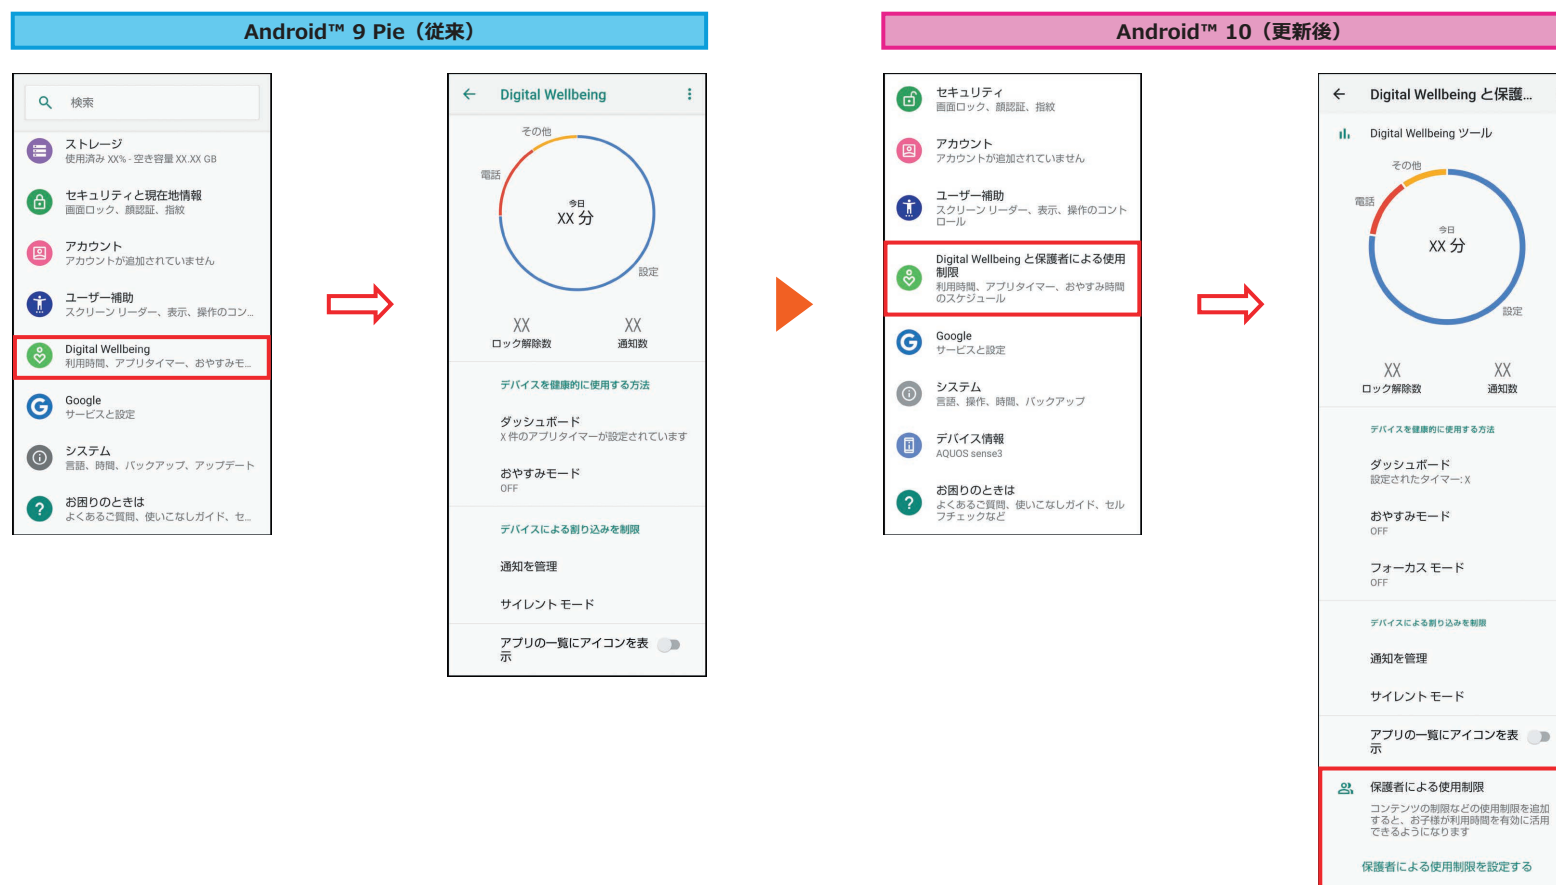 Android™ 9 Pie（従来）
検索
ストレージ
使用済み XX% - 空き容量 XX.XX GB
セキュリティと現在地情報
画面ロック、顔認証、指紋
アカウント
アカウントが追加されていません
ユーザー補助
スクリーン リーダー、表示、操作のコン...
Digital Wellbeing
利用時間、アプリタイマー、おやすみモ...
Google
サービスと設定
システム
言語、時間、バックアップ、アップデート
お困りのときは
よくあるご質問、使いこなしガイド、セ...
Digital Wellbeing
その他
電話
今日
XX 分
設定
XX
XX
ロック解除数
通知数
デバイスを健康的に使用する方法
ダッシュボード
X 件のアプリタイマーが設定されています
おやすみモード
OFF
デバイスによる割り込みを制限
通知を管理
サイレント モード
アプリの一覧にアイコンを表
示
Android™ 10（更新後）
セキュリティ
画面ロック、顔認証、指紋
アカウント
アカウントが追加されていません
ユーザー補助
スクリーン リーダー、表示、操作のコント
ロール
Digital Wellbeing と保護者による使用
制限
利用時間、アプリタイマー、おやすみ時間
のスケジュール
Google
サービスと設定
システム
言語、操作、時間、バックアップ
デバイス情報
AQUOS sense3
お困りのときは
よくあるご質問、使いこなしガイド、セル
フチェックなど
Digital Wellbeing と保護...
Digital Wellbeing ツール
その他
電話
今日
XX 分
設定
XX
XX
ロック解除数
通知数
デバイスを健康的に使用する方法
ダッシュボード
設定されたタイマー: X
おやすみモード
OFF
フォーカス モード
OFF
デバイスによる割り込みを制限
通知を管理
サイレント モード
アプリの一覧にアイコンを表
示
保護者による使用制限
コンテンツの制限などの使用制限を追加
すると、お子様が利用時間を有効に活用
できるようになります
保護者による使用制限を設定する